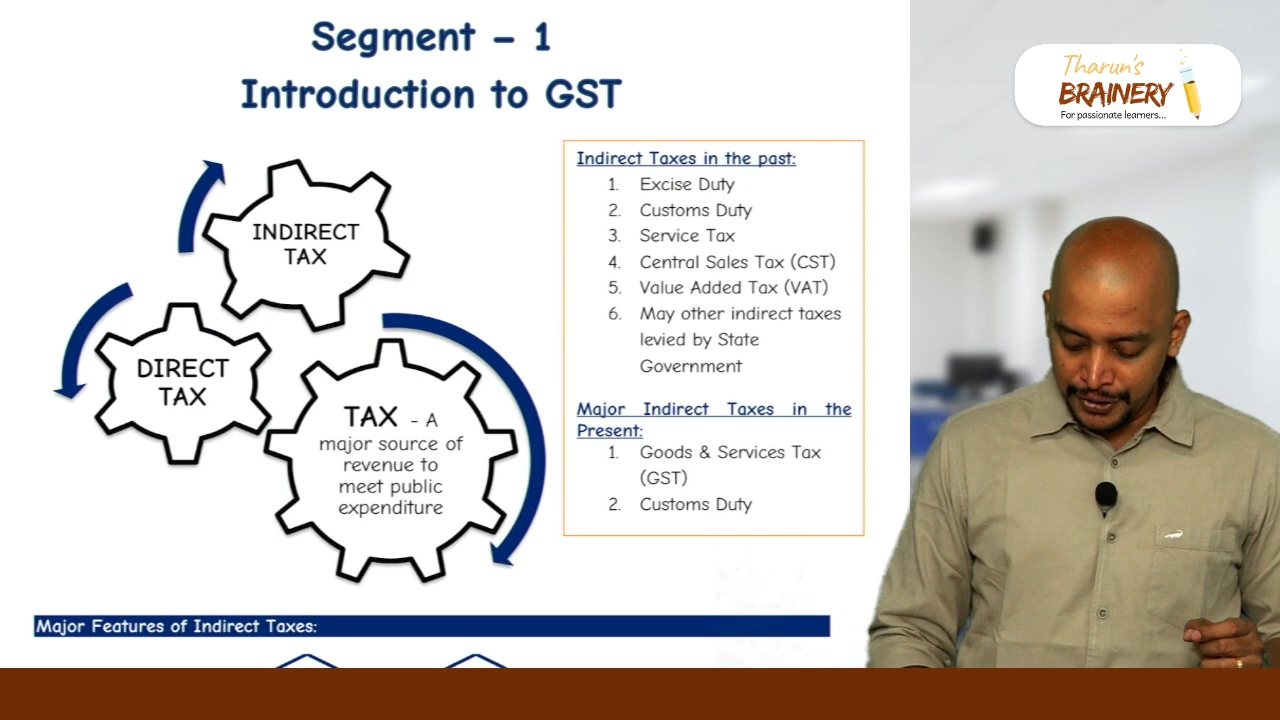 Segment – 1
Introduction to GST
INDIRECT
TAX
DIRECT
TAX
TAX - A
major source of
revenue to
meet public
expenditure
Indirect Taxes in the past:
1. Excise Duty
2. Customs Duty
3. Service Tax
4. Central Sales Tax (CST)
5. Value Added Tax (VAT)
6. May other indirect taxes
levied by State
Government
Major Indirect Taxes in the
Present:
1. Goods & Services Tax
(GST)
2. Customs Duty
Major Features of Indirect Taxes:
Tharun's
BRAINERY
For passionate learners...